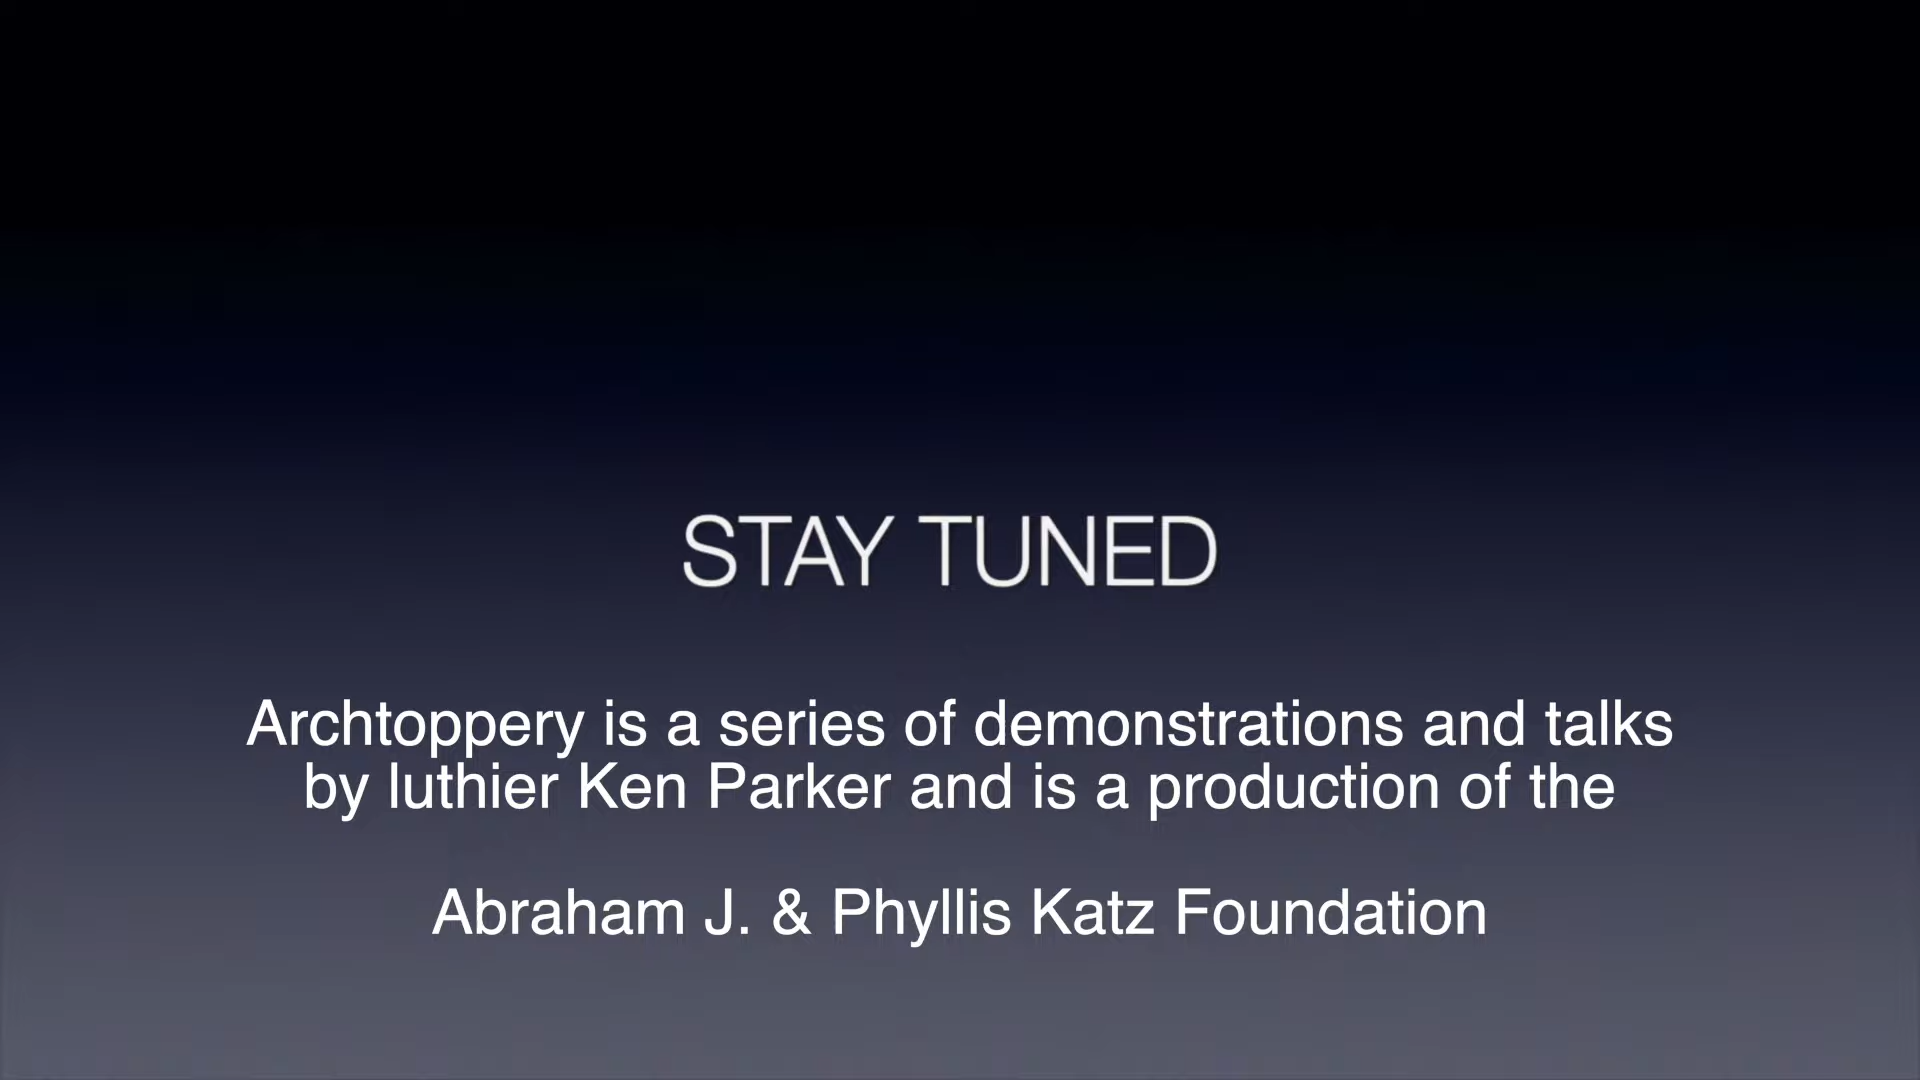 STAY TUNED
Archtoppery is a series of demonstrations and talks
by luthier Ken Parker and is a production of the
Abraham J. & Phyllis Katz Foundation